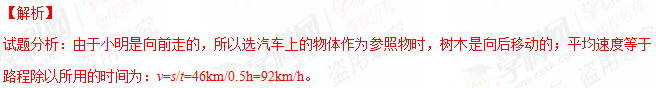 【解析】
试题分析：由于小明是向前走的，所以选汽车上的物体作为参照物时，树木是向后移动的；平均速度等于
路程除以所用的时间为：v=s/t=46km/0.5h=92km/h。